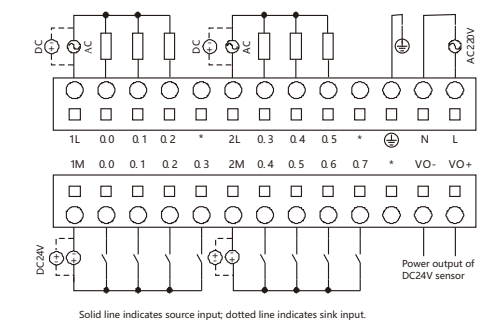 DC AC DC AC AC220V
1L 0.0 0.1 0.2 * 2L 0.3 0.4 0.5 * N L
1M 0.0 0.1 0.2 0.3 2M 0.4 0.5 0.6 0.7 * VO- VO+
DC24V
Power output of
DC24V sensor
Solid line indicates source input; dotted line indicates sink input.